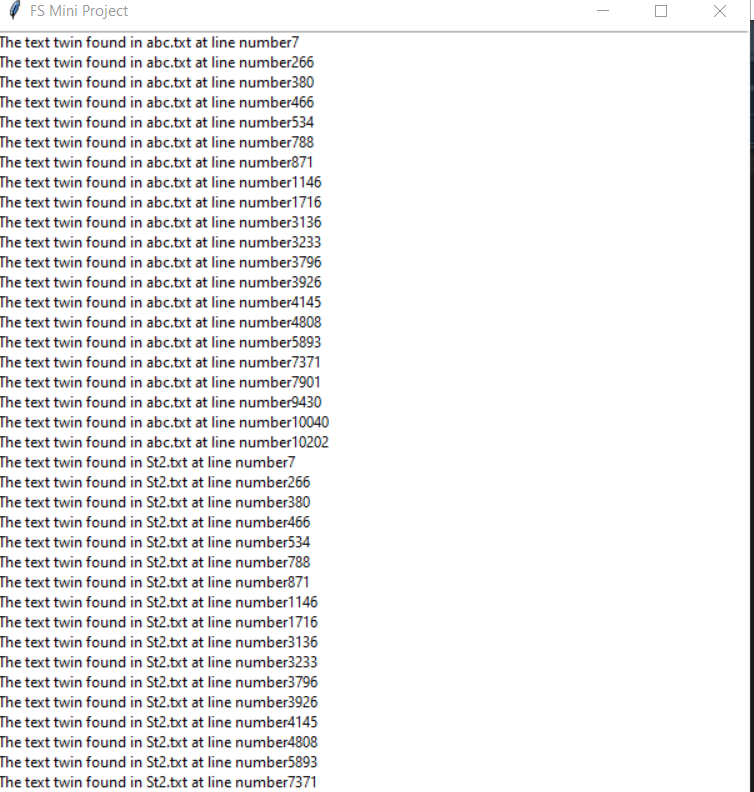 FS Mini Project
The text twin found in abc.txt at line number7
The text twin found in abc.txt at line number266
The text twin found in abc.txt at line number380
The text twin found in abc.txt at line number466
The text twin found in abc.txt at line number534
The text twin found in abc.txt at line number788
The text twin found in abc.txt at line number871
The text twin found in abc.txt at line number1146
The text twin found in abc.txt at line number1716
The text twin found in abc.txt at line number3136
The text twin found in abc.txt at line number3233
The text twin found in abc.txt at line number3796
The text twin found in abc.txt at line number3926
The text twin found in abc.txt at line number4145
The text twin found in abc.txt at line number4808
The text twin found in abc.txt at line number5893
The text twin found in abc.txt at line number7371
The text twin found in abc.txt at line number7901
The text twin found in abc.txt at line number9430
The text twin found in abc.txt at line number10040
The text twin found in abc.txt at line number10202
The text twin found in St2.txt at line number7
The text twin found in St2.txt at line number266
The text twin found in St2.txt at line number380
The text twin found in St2.txt at line number466
The text twin found in St2.txt at line number534
The text twin found in St2.txt at line number788
The text twin found in St2.txt at line number871
The text twin found in St2.txt at line number1146
The text twin found in St2.txt at line number1716
The text twin found in St2.txt at line number3136
The text twin found in St2.txt at line number3233
The text twin found in St2.txt at line number3796
The text twin found in St2.txt at line number3926
The text twin found in St2.txt at line number4145
The text twin found in St2.txt at line number4808
The text twin found in St2.txt at line number5893
The text twin found in St2.txt at line number7371